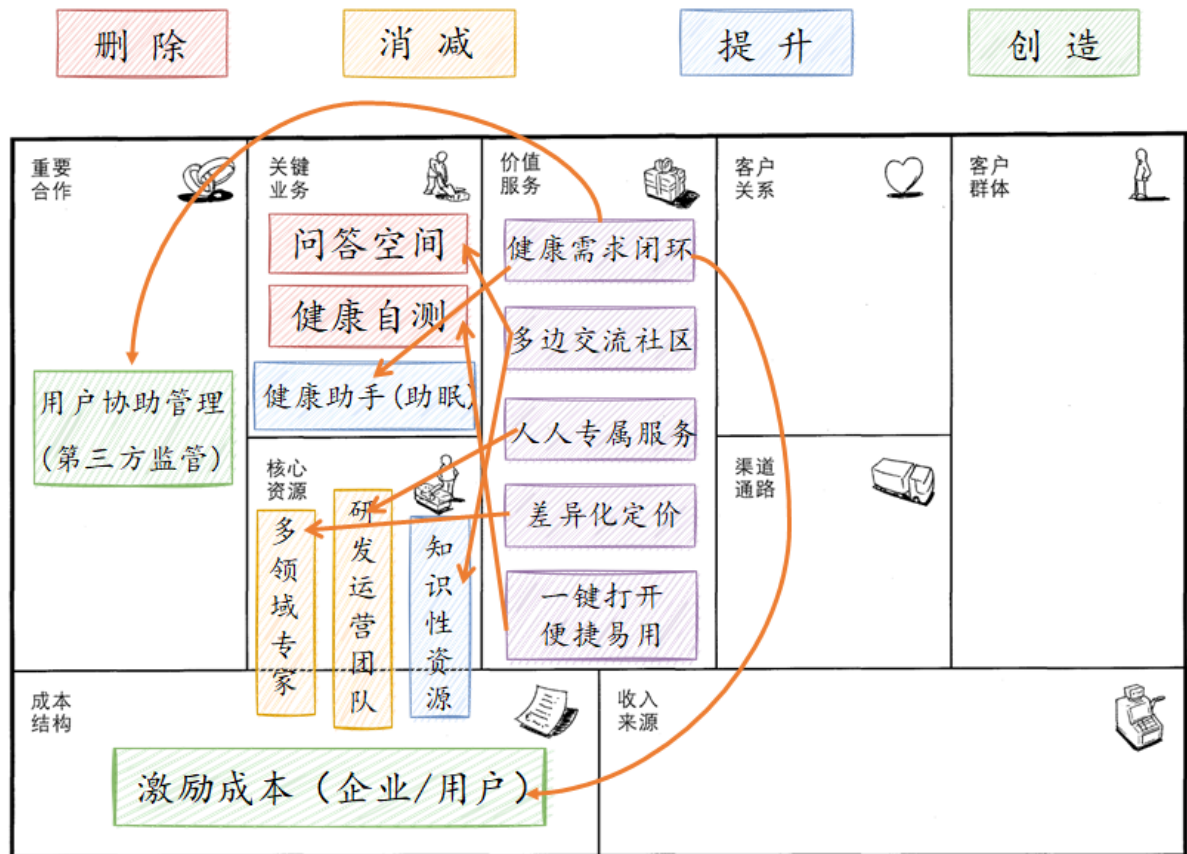 删除
消减
提升
创造
重要
合作
用户协助管理
(第三方监管)
关键
业务
问答空间
健康自测
健康助手(助眠)
核心
资源
多领域专家
研发运营团队
知识性资源
价值
服务
健康需求闭环
多边交流社区
人人专属服务
差异化定价
一键打开
便捷易用
客户
关系
渠道
通路
客户
群体
成本
结构
激励成本（企业/用户）
收入
来源